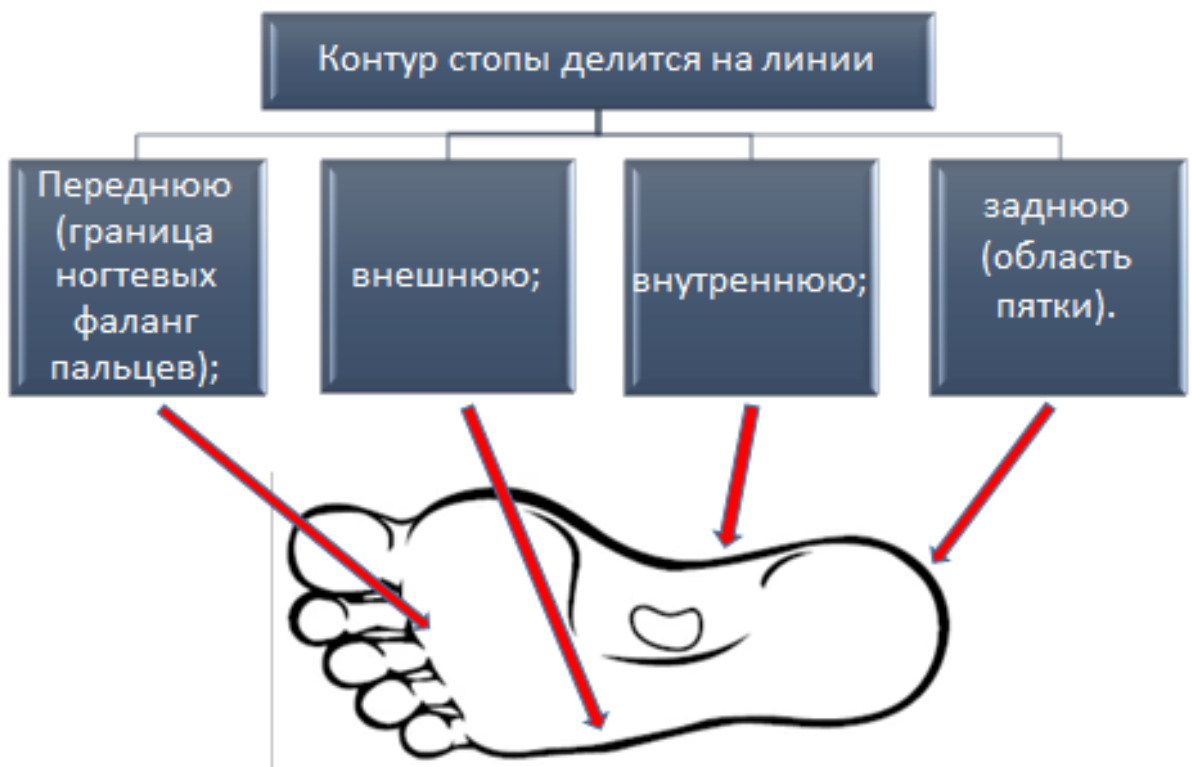 Контур стопы делится на линии
Переднюю
(граница
ногтевых
фаланг
пальцев);
внешнюю;
внутреннюю;
заднюю
(область
пятки).